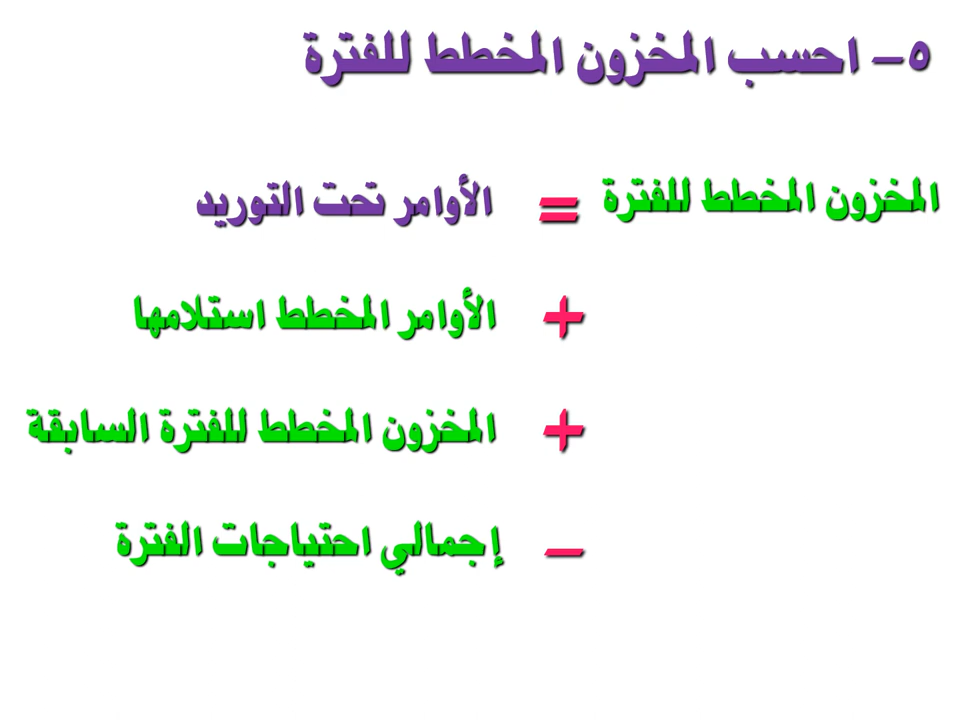 ٥- احسب المخزون المخطط للفترة
المخزون المخطط للفترة = الأوامر تحت التوريد
+ الأوامر المخطط استلامها
+ المخزون المخطط للفترة السابقة
- إجمالي احتياجات الفترة